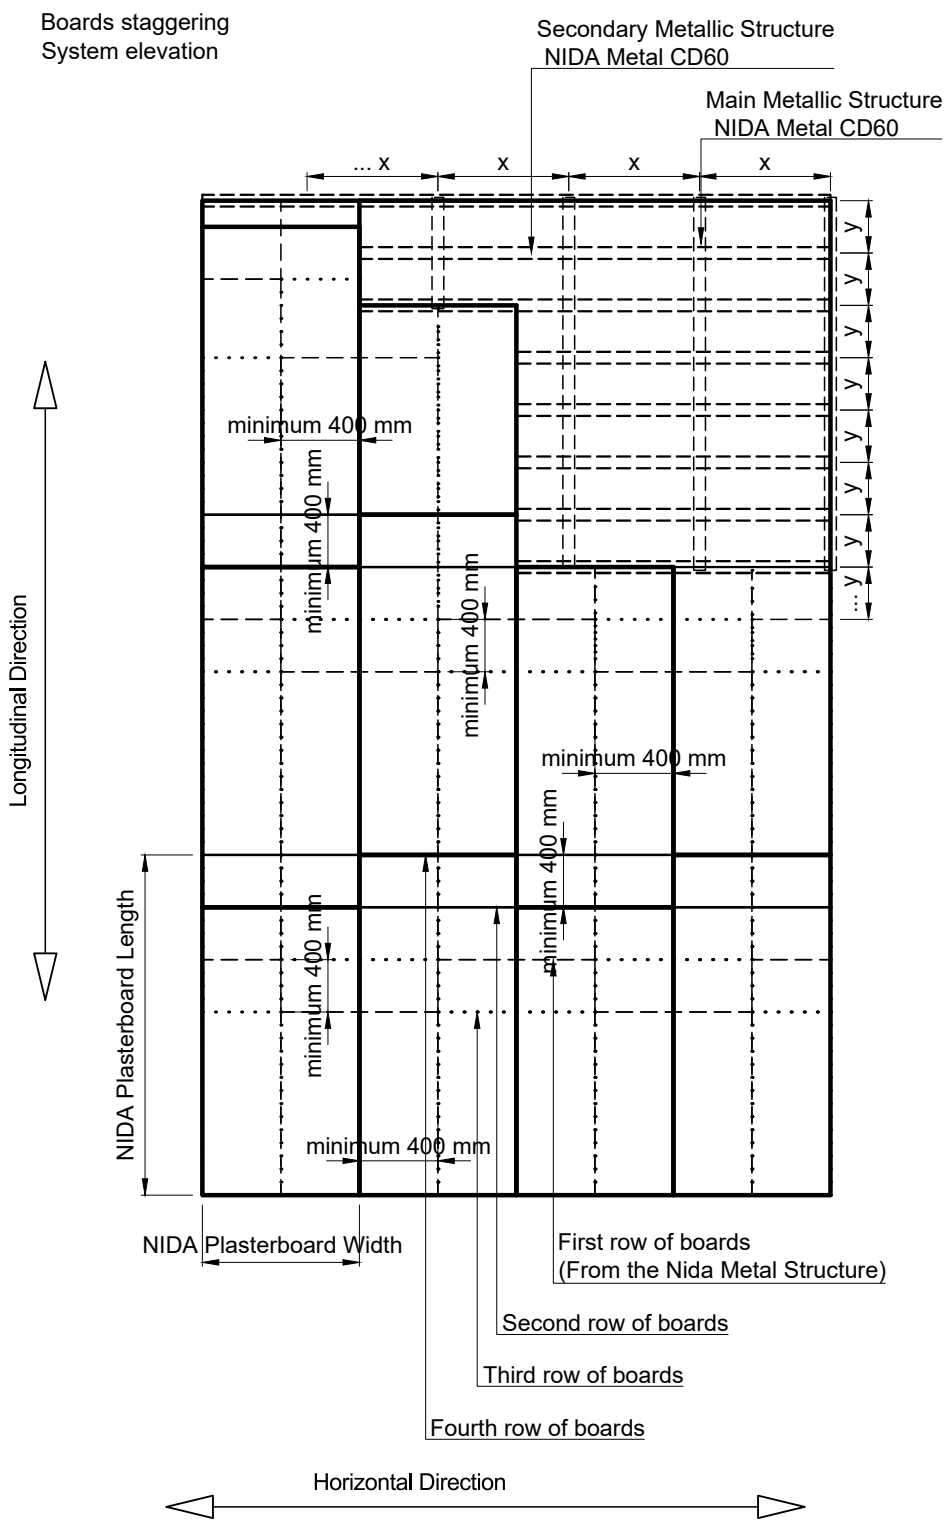 Boards staggering
System elevation
Secondary Metallic Structure
NIDA Metal CD60
Main Metallic Structure
NIDA Metal CD60
... x
x
x
x
y
y
y
y
y
y
y
... y
minimum 400 mm
minimum 400 mm
minimum 400 mm
Longitudinal Direction
minimum 400 mm
minimum 400 mm
minimum 400 mm
NIDA Plasterboard Length
minimum 400 mm
NIDA Plasterboard Width
First row of boards
(From the Nida Metal Structure)
Second row of boards
Third row of boards
Fourth row of boards
Horizontal Direction